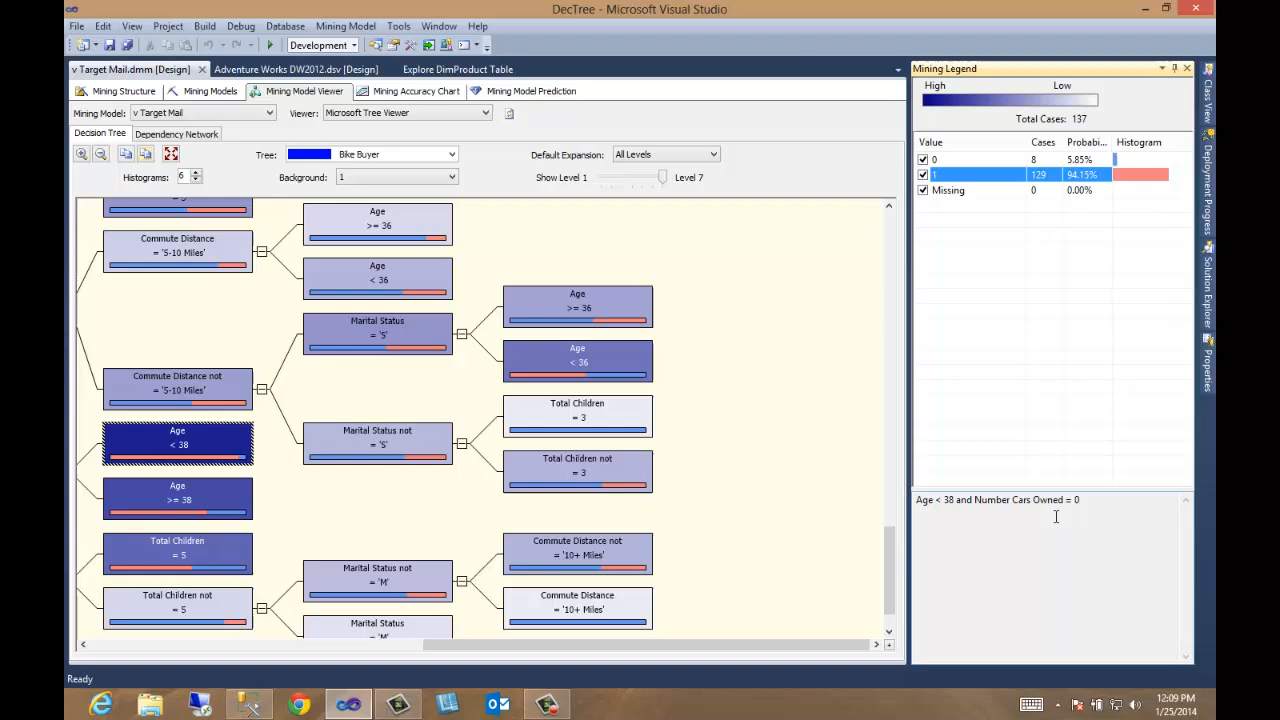 DecTree - Microsoft Visual Studio
File Edit View Project Build Debug Database Mining Model Tools Window Help
Development
v Target Mail.dmm [Design] Adventure Works DW2012.dsv [Design] Explore DimProduct Table
Mining Structure Mining Models Mining Model Viewer Mining Accuracy Chart Mining Model Prediction
Mining Model: v Target Mail Viewer: Microsoft Tree Viewer
Decision Tree Dependency Network
Tree: Bike Buyer Default Expansion: All Levels
Histograms: 6 Background: 1 Show Level 1 Level 7
Commute Distance
= '5-10 Miles'
Age
>= 36
Age
< 36
Marital Status
= 'S'
Age
>= 36
Age
< 36
Commute Distance not
= '5-10 Miles'
Marital Status not
= 'S'
Total Children
= 3
Total Children not
= 3
Age
< 38
Age
>= 38
Total Children
= 5
Total Children not
= 5
Marital Status not
= 'M'
Marital Status
= 'M'
Commute Distance not
= '10+ Miles'
Commute Distance
= '10+ Miles'
Mining Legend
High Low
Total Cases: 137
Value Cases Probabi... Histogram
0 8 5.85%
1 129 94.15%
Missing 0 0.00%
Age < 38 and Number Cars Owned = 0
Class View
Deployment Progress
Solution Explorer
Properties
Ready
12:09 PM
1/25/2014